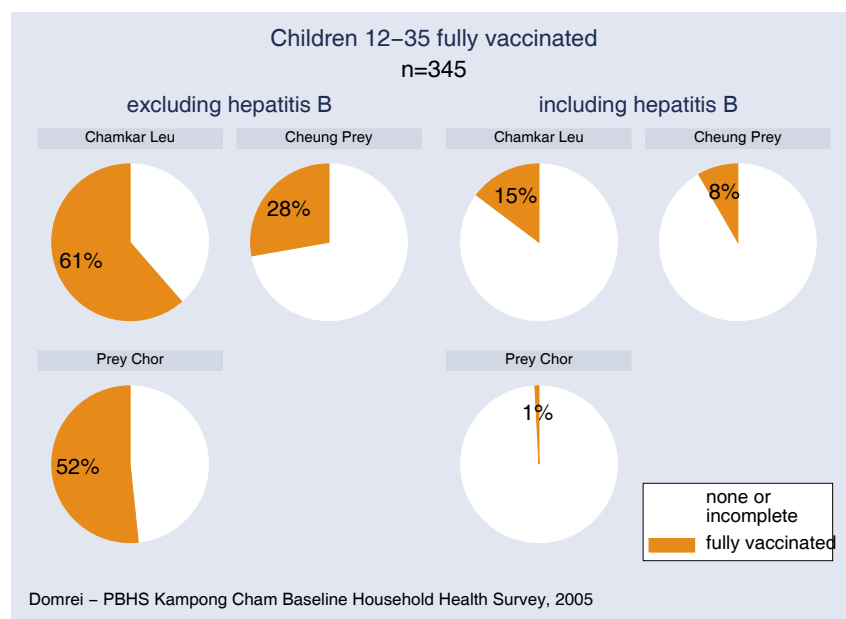 Children 12−35 fully vaccinated
n=345
excluding hepatitis B
including hepatitis B
Chamkar Leu
Cheung Prey
Chamkar Leu
Cheung Prey
61%
28%
15%
8%
Prey Chor
Prey Chor
52%
1%
none or
incomplete
fully vaccinated
Domrei − PBHS Kampong Cham Baseline Household Health Survey, 2005